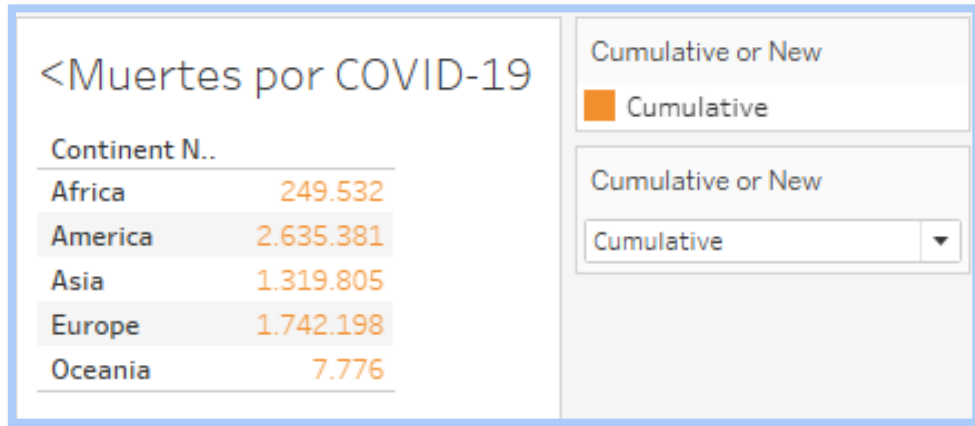 <Muertes por COVID-19
Continent N..
Africa 249.532
America 2.635.381
Asia 1.319.805
Europe 1.742.198
Oceania 7.776
Cumulative or New
Cumulative
Cumulative or New
Cumulative